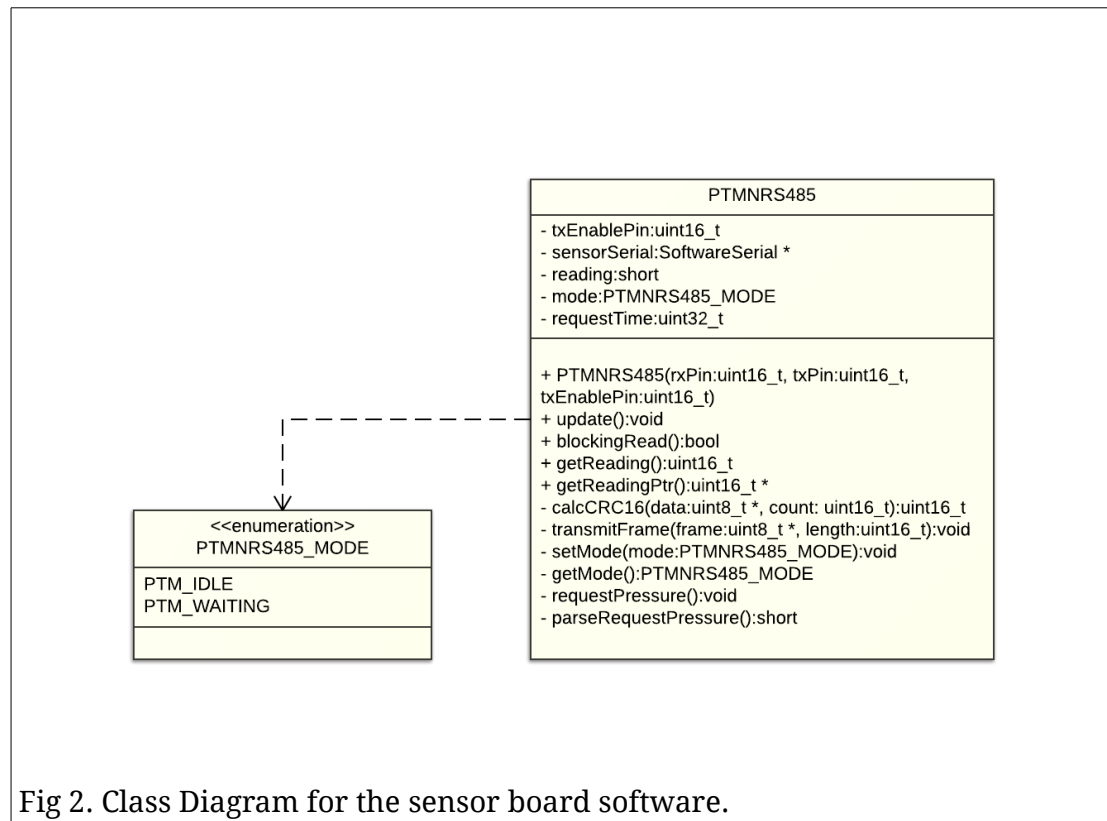 PTMNRS485
- txEnablePin:uint16_t
- sensorSerial:SoftwareSerial *
- reading:short
- mode:PTMNRS485_MODE
- requestTime:uint32_t
+ PTMNRS485(rxPin:uint16_t, txPin:uint16_t,
txEnablePin:uint16_t)
+ update():void
+ blockingRead():bool
+ getReading():uint16_t
+ getReadingPtr():uint16_t *
- calcCRC16(data:uint8_t *, count: uint16_t):uint16_t
- transmitFrame(frame:uint8_t *, length:uint16_t):void
- setMode(mode:PTMNRS485_MODE):void
- getMode():PTMNRS485_MODE
- requestPressure():void
- parseRequestPressure():short
<<enumeration>>
PTMNRS485_MODE
PTM_IDLE
PTM_WAITING
Fig 2. Class Diagram for the sensor board software.